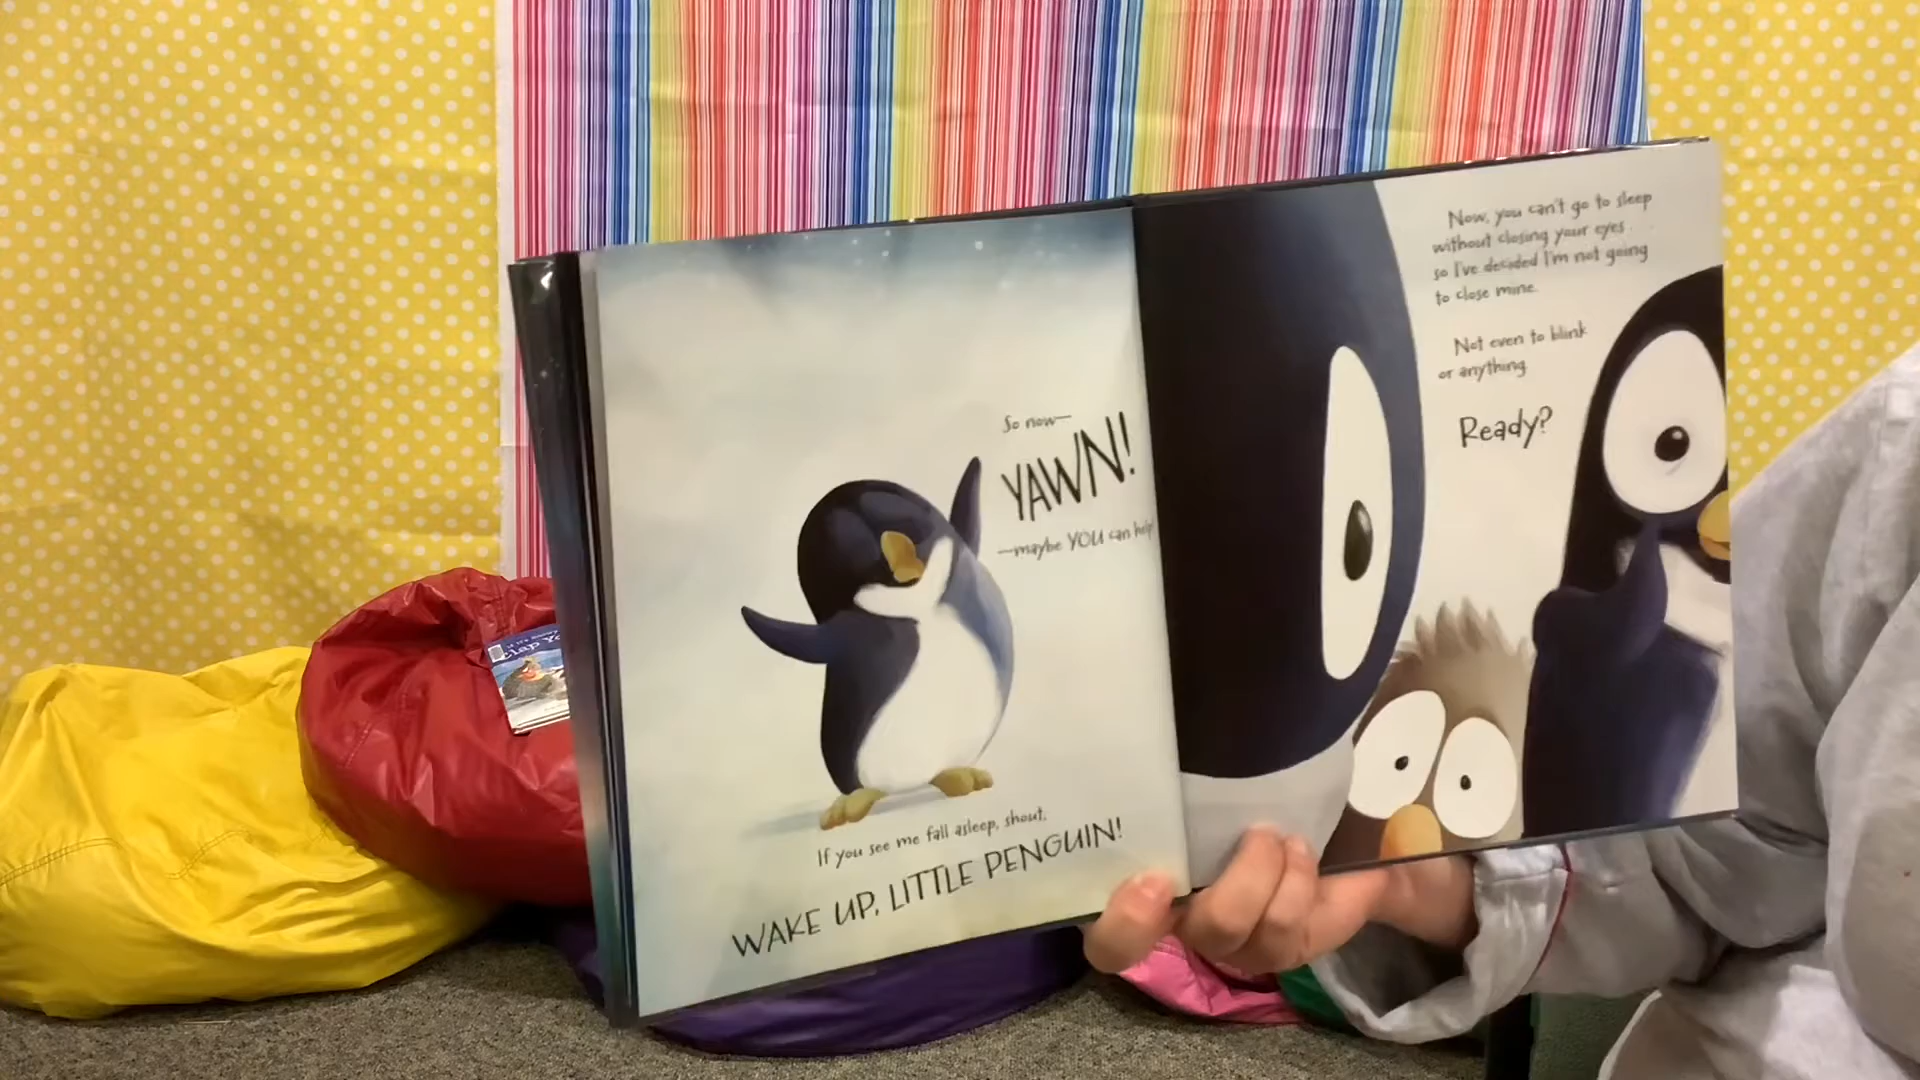 So now—
YAWN!
—maybe YOU can help!
If you see me fall asleep, shout,
WAKE UP, LITTLE PENGUIN!
Now, you can't go to sleep
without closing your eyes . . .
so I've decided I'm not going
to close mine.
Not even to blink
or anything.
Ready?
Clap